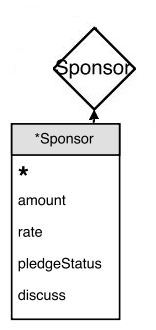 Sponsor
*Sponsor
*
amount
rate
pledgeStatus
discuss